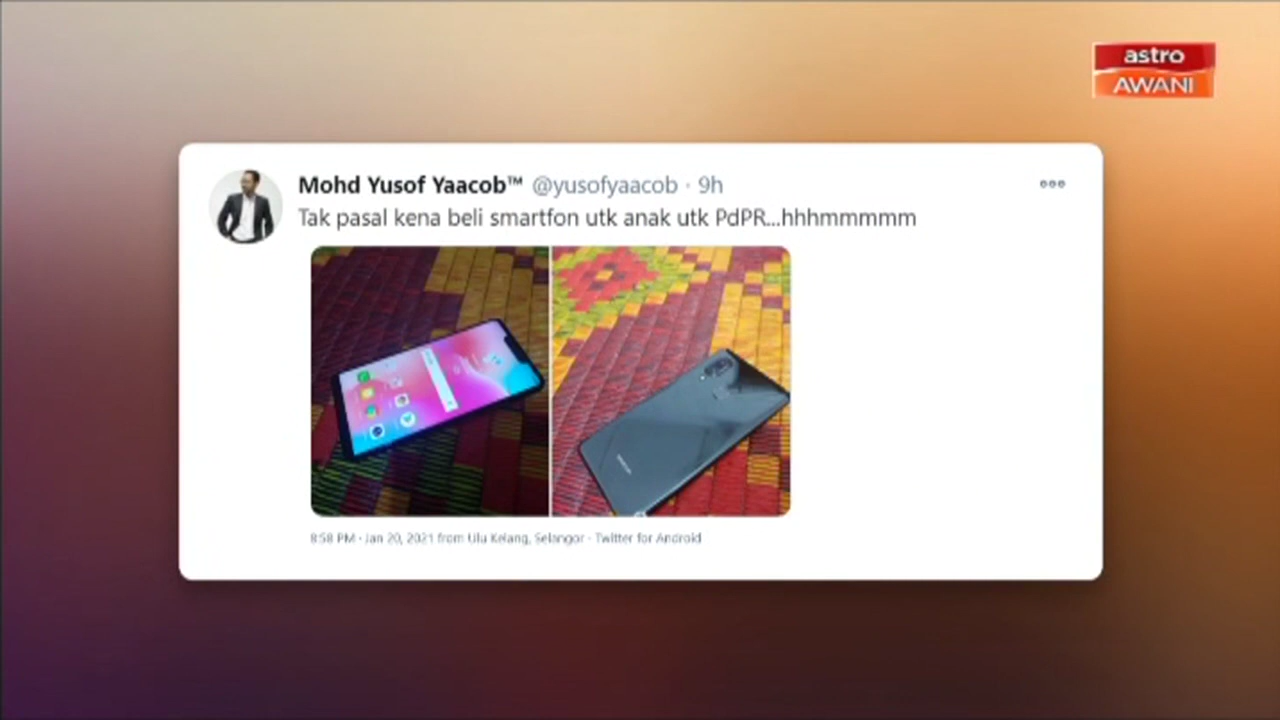 astro
AWANI
Mohd Yusof Yaacob™ @yusofyaacob · 9h
Tak pasal kena beli smartfon utk anak utk PdPR...hhhmmmmm
8:58 PM · Jan 20, 2021 from Ulu Kelang, Selangor · Twitter for Android